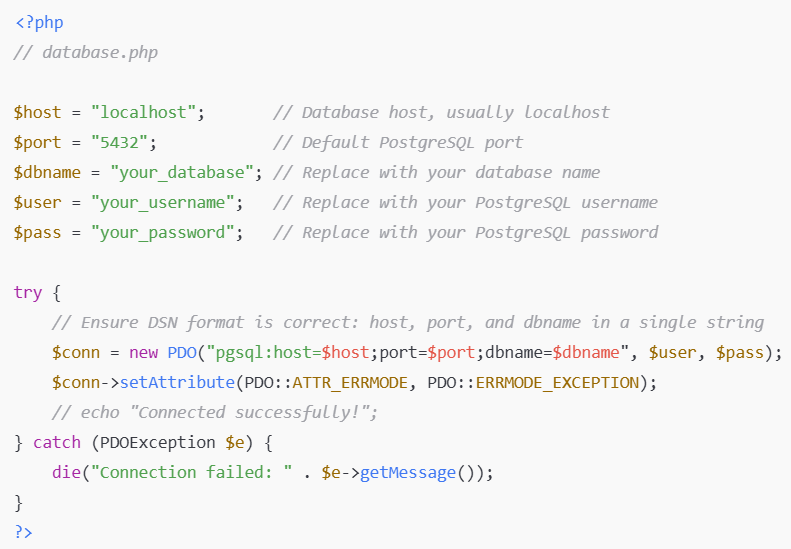 <?php
// database.php
$host = "localhost";       // Database host, usually localhost
$port = "5432";            // Default PostgreSQL port
$dbname = "your_database"; // Replace with your database name
$user = "your_username";   // Replace with your PostgreSQL username
$pass = "your_password";   // Replace with your PostgreSQL password
try {
    // Ensure DSN format is correct: host, port, and dbname in a single string
    $conn = new PDO("pgsql:host=$host;port=$port;dbname=$dbname", $user, $pass);
    $conn->setAttribute(PDO::ATTR_ERRMODE, PDO::ERRMODE_EXCEPTION);
    // echo "Connected successfully!";
} catch (PDOException $e) {
    die("Connection failed: " . $e->getMessage());
}
?>